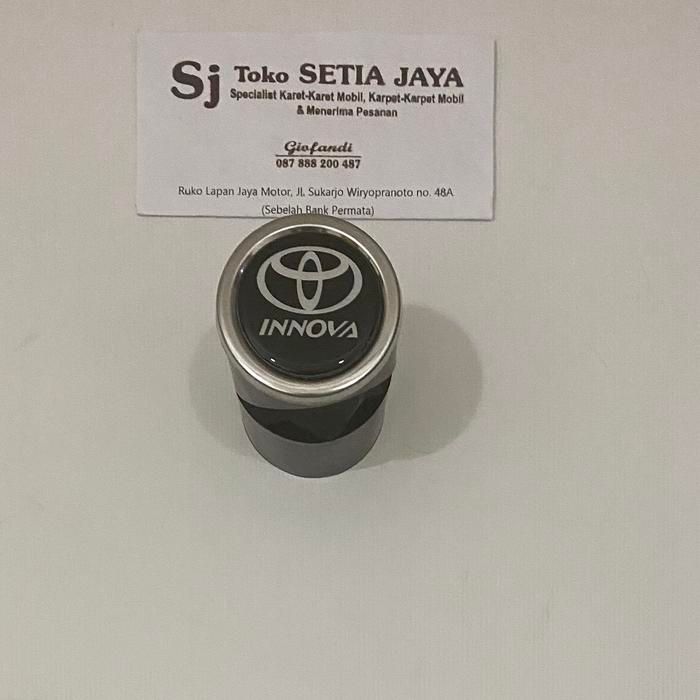 Sj Toko SETIA JAYA
Specialist Karet-Karet Mobil, Karpet-Karpet Mobil
& Menerima Pesanan
Giofandi
087 888 200 487
Ruko Lapan Jaya Motor, Jl. Sukarjo Wiryopranoto no. 48A
(Sebelah Bank Permata)
INNOVA